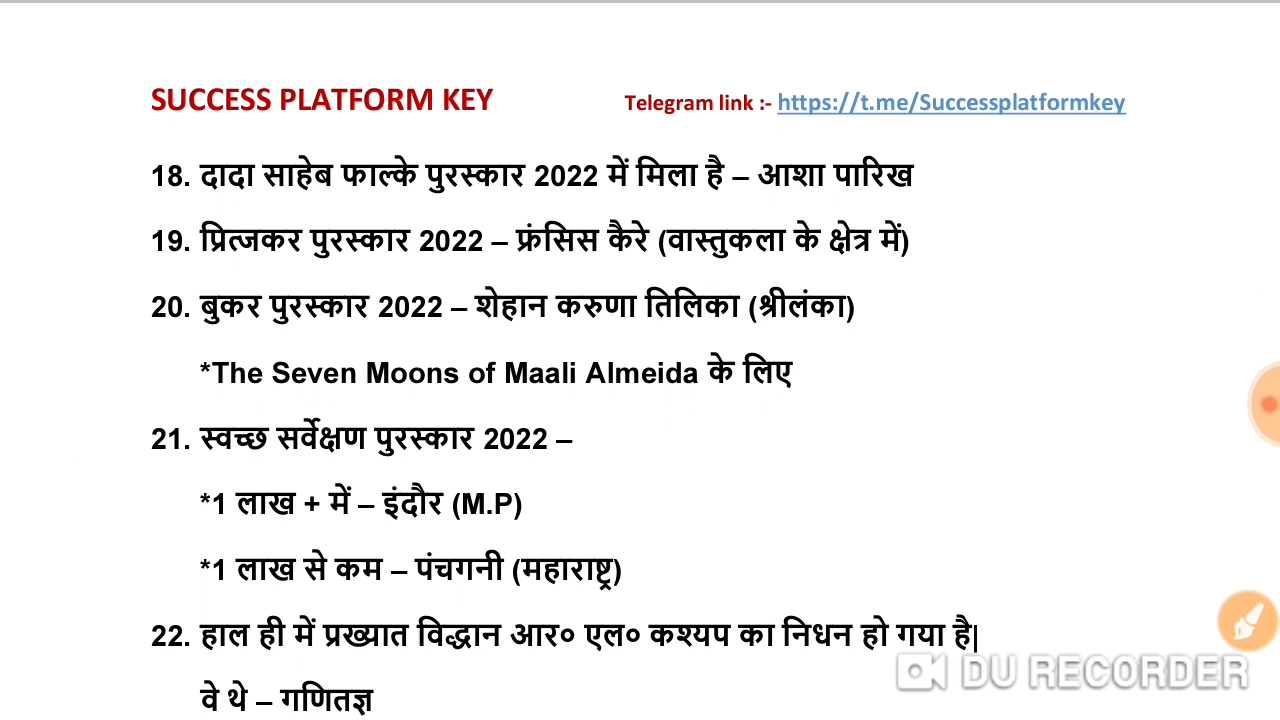 SUCCESS PLATFORM KEY Telegram link :- https://t.me/Successplatformkey
18. दादा साहेब फाल्के पुरस्कार 2022 में मिला है – आशा पारिख
19. प्रित्जकर पुरस्कार 2022 – फ्रंसिस कैरे (वास्तुकला के क्षेत्र में)
20. बुकर पुरस्कार 2022 – शेहान करुणा तिलिका (श्रीलंका)
*The Seven Moons of Maali Almeida के लिए
21. स्वच्छ सर्वेक्षण पुरस्कार 2022 –
*1 लाख + में – इंदौर (M.P)
*1 लाख से कम – पंचगनी (महाराष्ट्र)
22. हाल ही में प्रख्यात विद्धान आर० एल० कश्यप का निधन हो गया है|
वे थे – गणितज्ञ
DU RECORDER